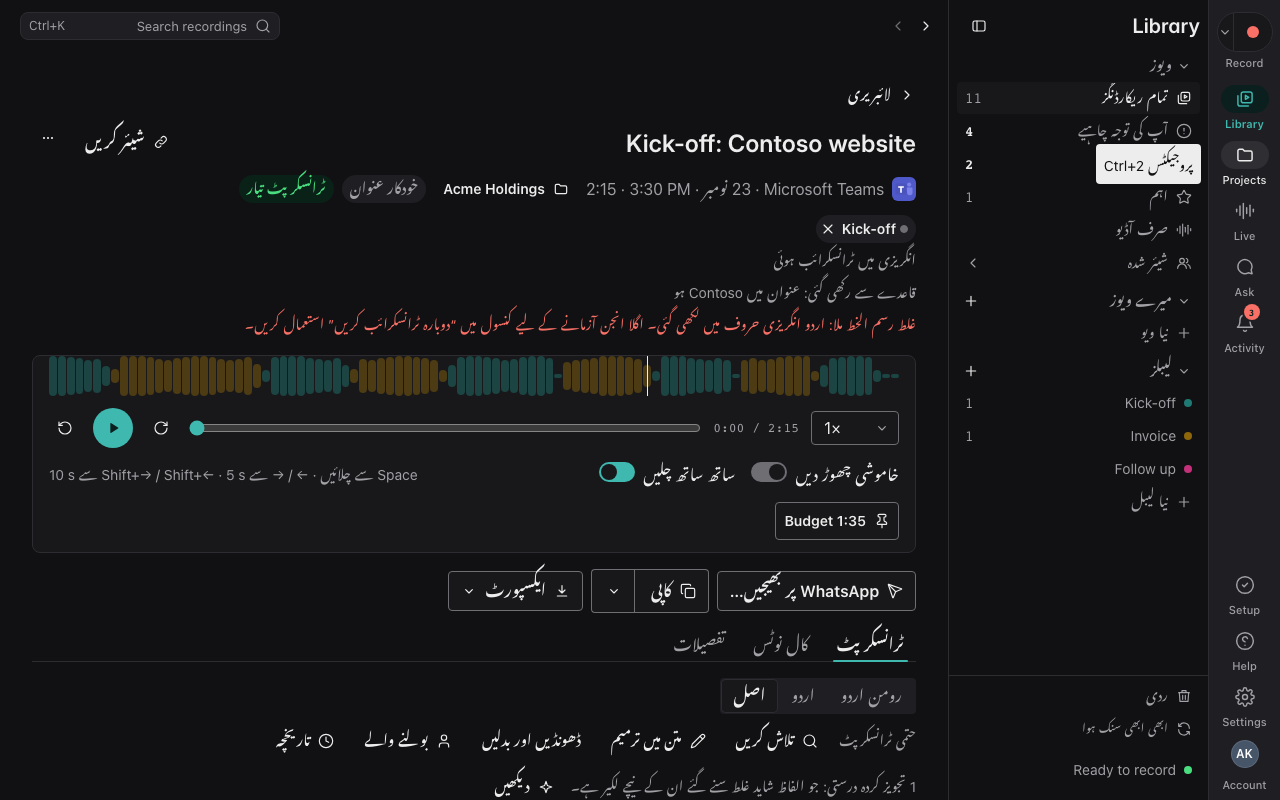 Record
Library
Projects
Live
Ask
3
Activity
Setup
Help
Settings
AK
Account
Library
ویوز
تمام ریکارڈنگز 11
آپ کی توجہ چاہیے 4
2
پروجیکٹس Ctrl+2
اہم 1
صرف آڈیو
شیئر شدہ
میرے ویوز
نیا ویو
لیبلز
Kick-off 1
Invoice 1
Follow up
نیا لیبل
ردی
ابھی ابھی سنک ہوا
Ready to record
Search recordings Ctrl+K
لائبریری
Kick-off: Contoso website
شیئر کریں
...
Microsoft Teams · 23 نومبر · 3:30 PM · 2:15
Acme Holdings
خودکار عنوان
ٹرانسکرپٹ تیار
Kick-off
انگریزی میں ٹرانسکرائب ہوئی
قاعدے سے رکھی گئی: عنوان میں Contoso ہو
غلط رسم الخط ملا: اردو انگریزی حروف میں لکھی گئی۔ اگلا انجن آزمانے کے لیے کنسول میں "دوبارہ ٹرانسکرائب کریں" استعمال کریں۔
0:00 / 2:15
1×
خاموشی چھوڑ دیں
ساتھ ساتھ چلیں
Space سے چلائیں · ← / → سے 5 s · Shift+← / Shift+→ سے 10 s
Budget 1:35
WhatsApp پر بھیجیں...
کاپی
ایکسپورٹ
ٹرانسکرپٹ
کال نوٹس
تفصیلات
رومن اردو
اردو
اصل
حتمی ٹرانسکرپٹ
تلاش کریں
متن میں ترمیم
ڈھونڈیں اور بدلیں
بولنے والے
تاریخچہ
1 تجویز کردہ درستی: جو الفاظ شاید غلط سنے گئے ان کے نیچے لکیر ہے۔
دیکھیں